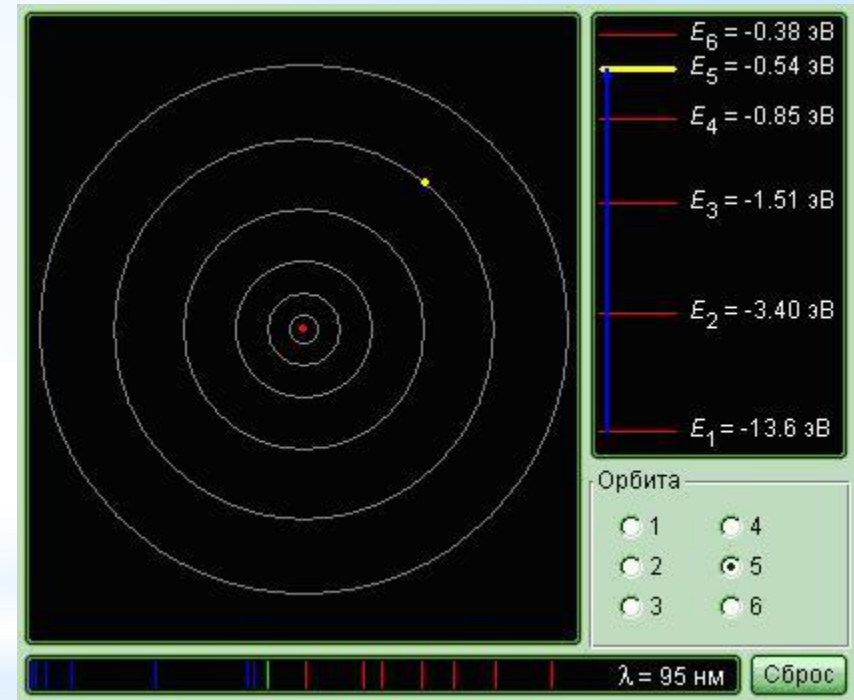 E₆ = -0.38 эВ
E₅ = -0.54 эВ
E₄ = -0.85 эВ
E₃ = -1.51 эВ
E₂ = -3.40 эВ
E₁ = -13.6 эВ
Орбита
1 4
2 5
3 6
λ = 95 нм Сброс